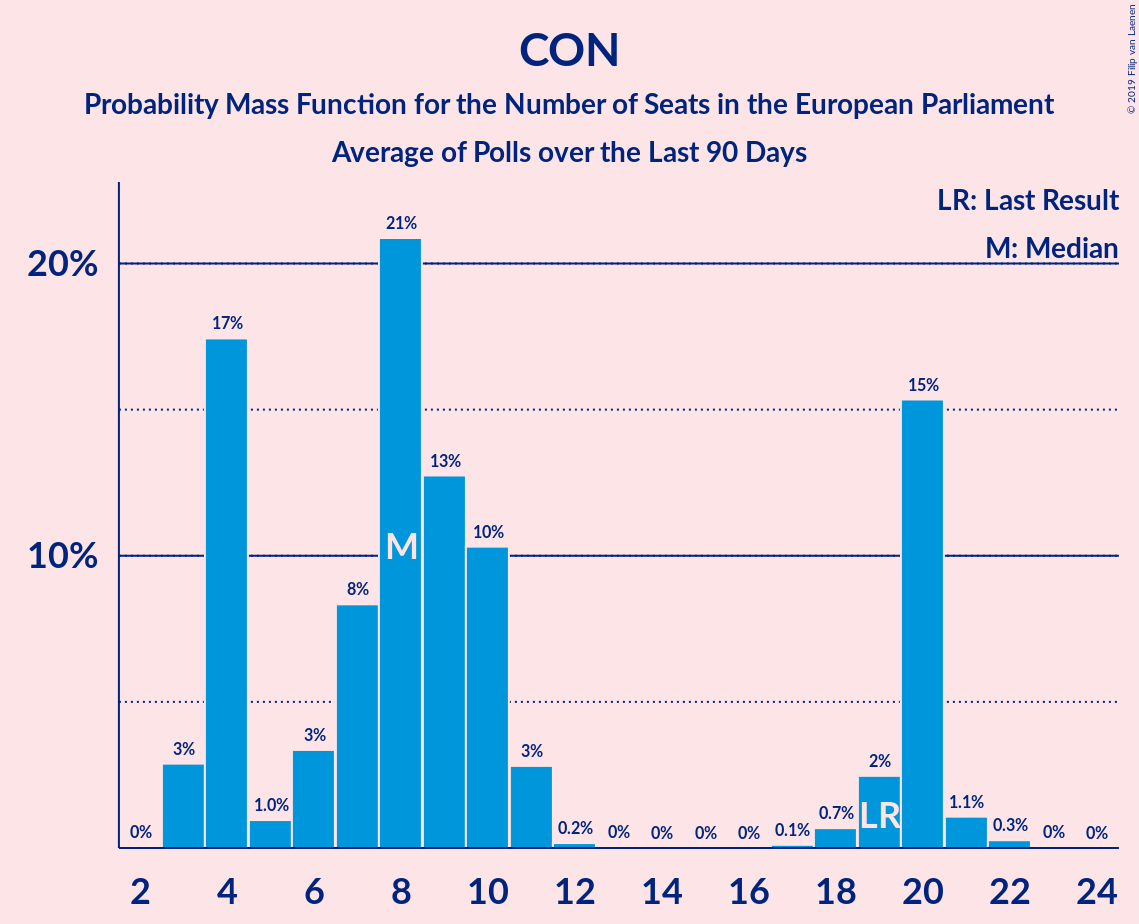 CON
Probability Mass Function for the Number of Seats in the European Parliament
Average of Polls over the Last 90 Days
© 2019 Filip van Laenen
LR: Last Result
M: Median
20%
10%
0%
3%
17%
1.0%
3%
8%
21%
13%
10%
3%
0.2%
0%
0%
0%
0%
0.1%
0.7%
2%
15%
1.1%
0.3%
0%
0%
M
LR
2 4 6 8 10 12 14 16 18 20 22 24